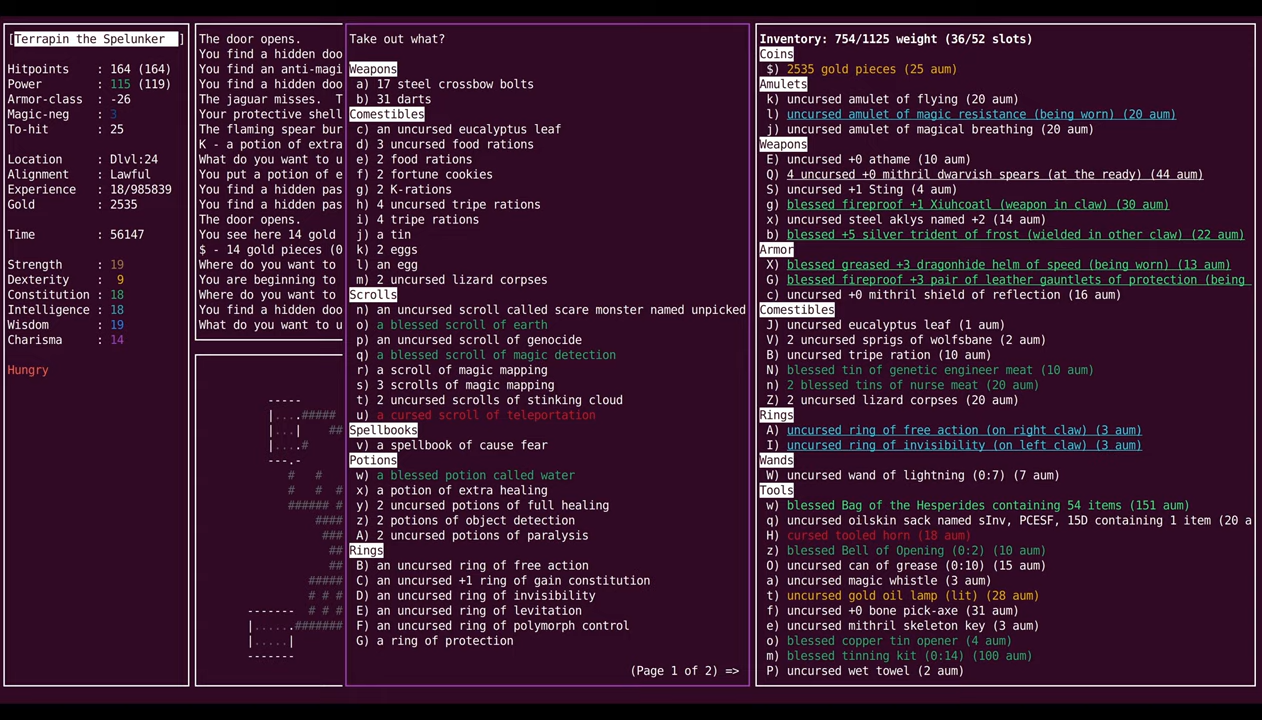 [Terrapin the Spelunker ]
Hitpoints : 164 (164)
Power : 115 (119)
Armor-class : -26
Magic-neg : 3
To-hit : 25
Location : Dlvl:24
Alignment : Lawful
Experience : 18/985839
Gold : 2535
Time : 56147
Strength : 19
Dexterity : 9
Constitution : 18
Intelligence : 18
Wisdom : 19
Charisma : 14
Hungry
The door opens.
You find a hidden doo
You find an anti-magi
You find a hidden doo
The jaguar misses. T
Your protective shell
The flaming spear bur
K - a potion of extra
What do you want to u
You put a potion of e
You find a hidden pas
You find a hidden pas
The door opens.
You see here 14 gold
$ - 14 gold pieces (0
Where do you want to
You are beginning to
Where do you want to
You find a hidden doo
What do you want to u
-----
|....#####
|...| ##
|....#
---.-
# #
# # #
###### #
####
###
##
##
#####
# # #
------- # # #
|.....#######
|....|
-------
Take out what?
Weapons
a) 17 steel crossbow bolts
b) 31 darts
Comestibles
c) an uncursed eucalyptus leaf
d) 3 uncursed food rations
e) 2 food rations
f) 2 fortune cookies
g) 2 K-rations
h) 4 uncursed tripe rations
i) 4 tripe rations
j) a tin
k) 2 eggs
l) an egg
m) 2 uncursed lizard corpses
Scrolls
n) an uncursed scroll called scare monster named unpicked
o) a blessed scroll of earth
p) an uncursed scroll of genocide
q) a blessed scroll of magic detection
r) a scroll of magic mapping
s) 3 scrolls of magic mapping
t) 2 uncursed scrolls of stinking cloud
u) a cursed scroll of teleportation
Spellbooks
v) a spellbook of cause fear
Potions
w) a blessed potion called water
x) a potion of extra healing
y) 2 uncursed potions of full healing
z) 2 potions of object detection
A) 2 uncursed potions of paralysis
Rings
B) an uncursed ring of free action
C) an uncursed +1 ring of gain constitution
D) an uncursed ring of invisibility
E) an uncursed ring of levitation
F) an uncursed ring of polymorph control
G) a ring of protection
(Page 1 of 2) =>
Inventory: 754/1125 weight (36/52 slots)
Coins
$) 2535 gold pieces (25 aum)
Amulets
k) uncursed amulet of flying (20 aum)
l) uncursed amulet of magic resistance (being worn) (20 aum)
j) uncursed amulet of magical breathing (20 aum)
Weapons
E) uncursed +0 athame (10 aum)
Q) 4 uncursed +0 mithril dwarvish spears (at the ready) (44 aum)
S) uncursed +1 Sting (4 aum)
g) blessed fireproof +1 Xiuhcoatl (weapon in claw) (30 aum)
x) uncursed steel aklys named +2 (14 aum)
b) blessed +5 silver trident of frost (wielded in other claw) (22 aum)
Armor
X) blessed greased +3 dragonhide helm of speed (being worn) (13 aum)
G) blessed fireproof +3 pair of leather gauntlets of protection (being
c) uncursed +0 mithril shield of reflection (16 aum)
Comestibles
J) uncursed eucalyptus leaf (1 aum)
V) 2 uncursed sprigs of wolfsbane (2 aum)
B) uncursed tripe ration (10 aum)
N) blessed tin of genetic engineer meat (10 aum)
n) 2 blessed tins of nurse meat (20 aum)
Z) 2 uncursed lizard corpses (20 aum)
Rings
A) uncursed ring of free action (on right claw) (3 aum)
I) uncursed ring of invisibility (on left claw) (3 aum)
Wands
W) uncursed wand of lightning (0:7) (7 aum)
Tools
w) blessed Bag of the Hesperides containing 54 items (151 aum)
q) uncursed oilskin sack named sInv, PCESF, 15D containing 1 item (20 a
H) cursed tooled horn (18 aum)
z) blessed Bell of Opening (0:2) (10 aum)
O) uncursed can of grease (0:10) (15 aum)
a) uncursed magic whistle (3 aum)
t) uncursed gold oil lamp (lit) (28 aum)
f) uncursed +0 bone pick-axe (31 aum)
e) uncursed mithril skeleton key (3 aum)
o) blessed copper tin opener (4 aum)
m) blessed tinning kit (0:14) (100 aum)
P) uncursed wet towel (2 aum)